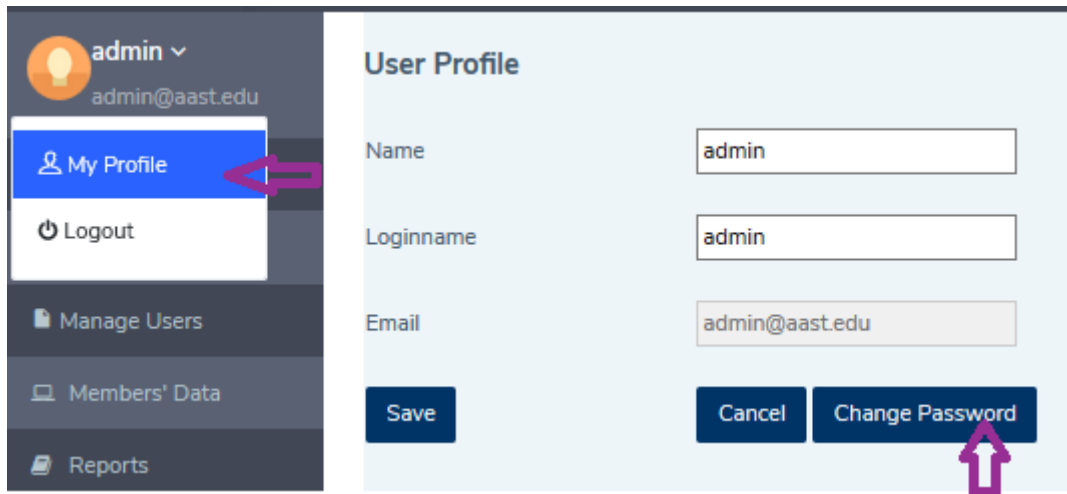 admin
admin@aast.edu
My Profile
Logout
Manage Users
Members' Data
Reports
User Profile
Name admin
Loginname admin
Email admin@aast.edu
Save Cancel Change Password